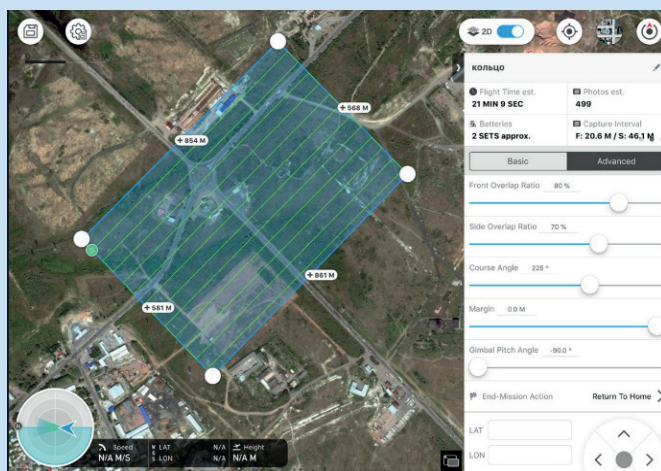 2D
кольцо
Flight Time est.
21 MIN 9 SEC
Photos est.
499
Batteries
2 SETS approx.
Capture Interval
F: 20.6 M / S: 46.1 M
Basic
Advanced
Front Overlap Ratio 80 %
Side Overlap Ratio 70 %
Course Angle 225 °
Margin 0.0 M
Gimbal Pitch Angle -90.0 °
End-Mission Action
Return To Home
LAT
LON
+ 568 M
+ 854 M
+ 861 M
+ 581 M
Speed
N/A M/S
WGS
LAT N/A
LON N/A
Height
N/A M